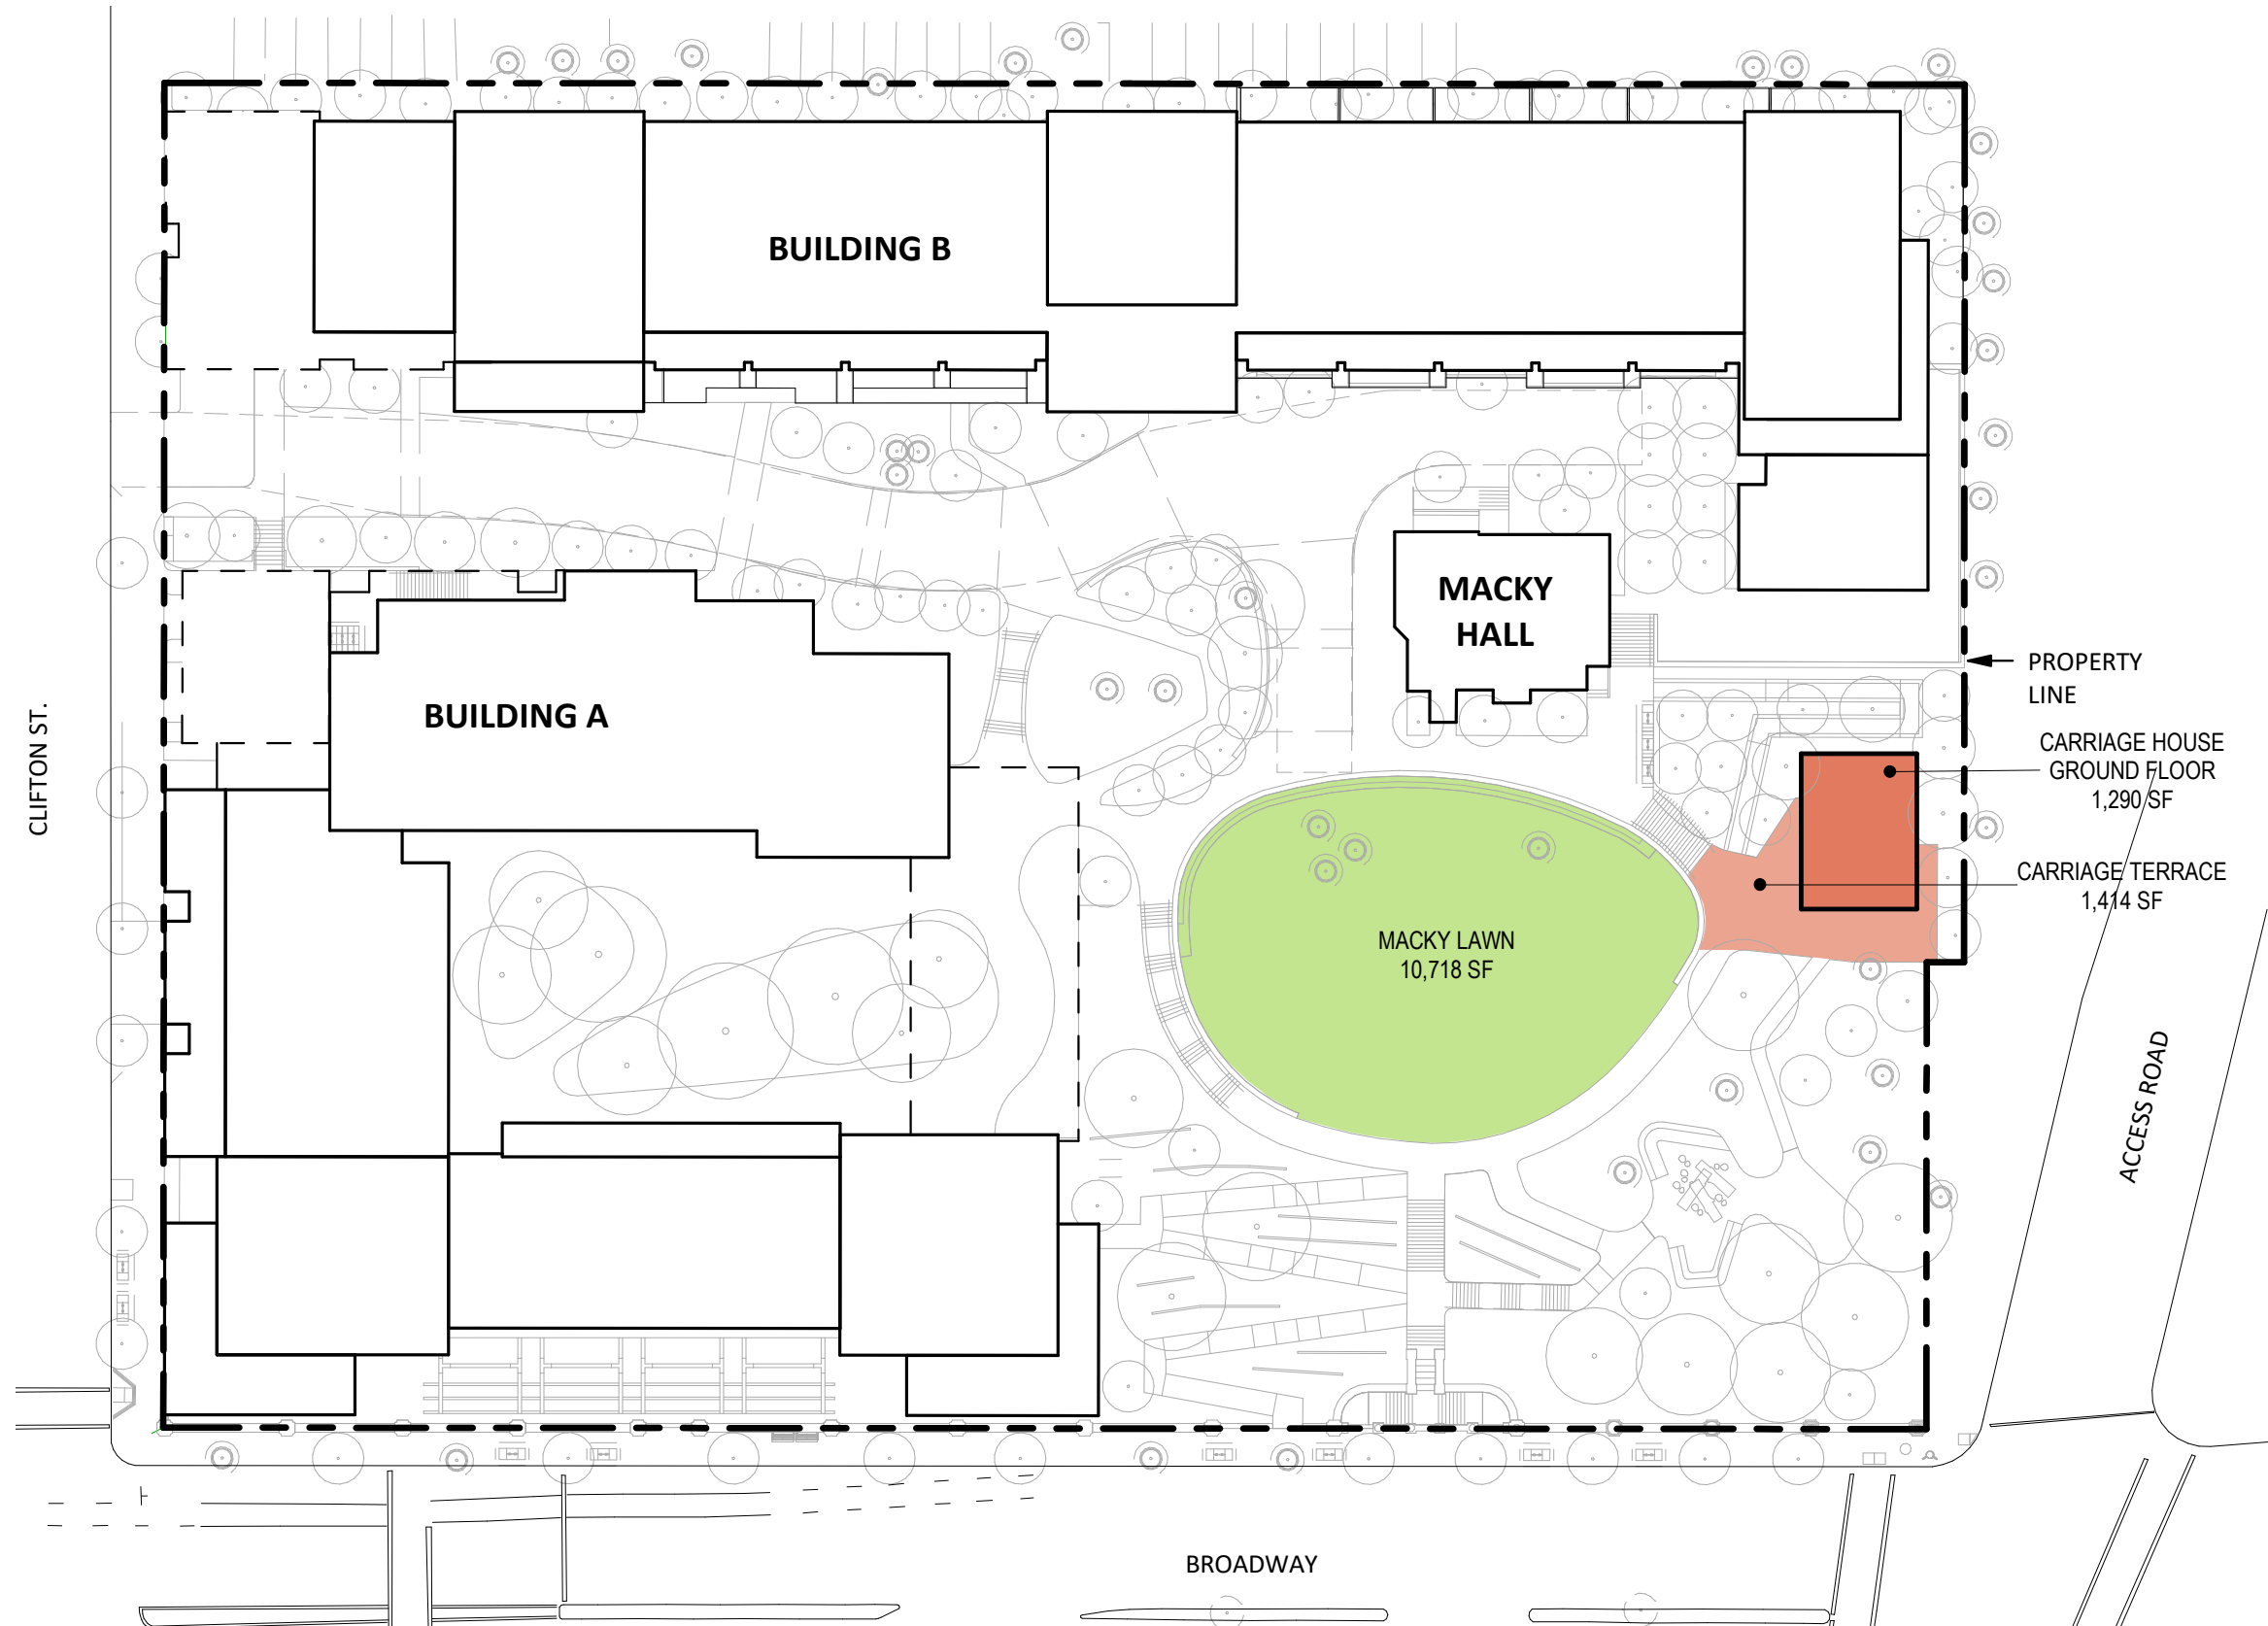 BUILDING B
MACKY
HALL
PROPERTY
LINE
BUILDING A
CLIFTON ST.
CARRIAGE HOUSE
GROUND FLOOR
1,290 SF
CARRIAGE TERRACE
1,414 SF
MACKY LAWN
10,718 SF
ACCESS ROAD
BROADWAY